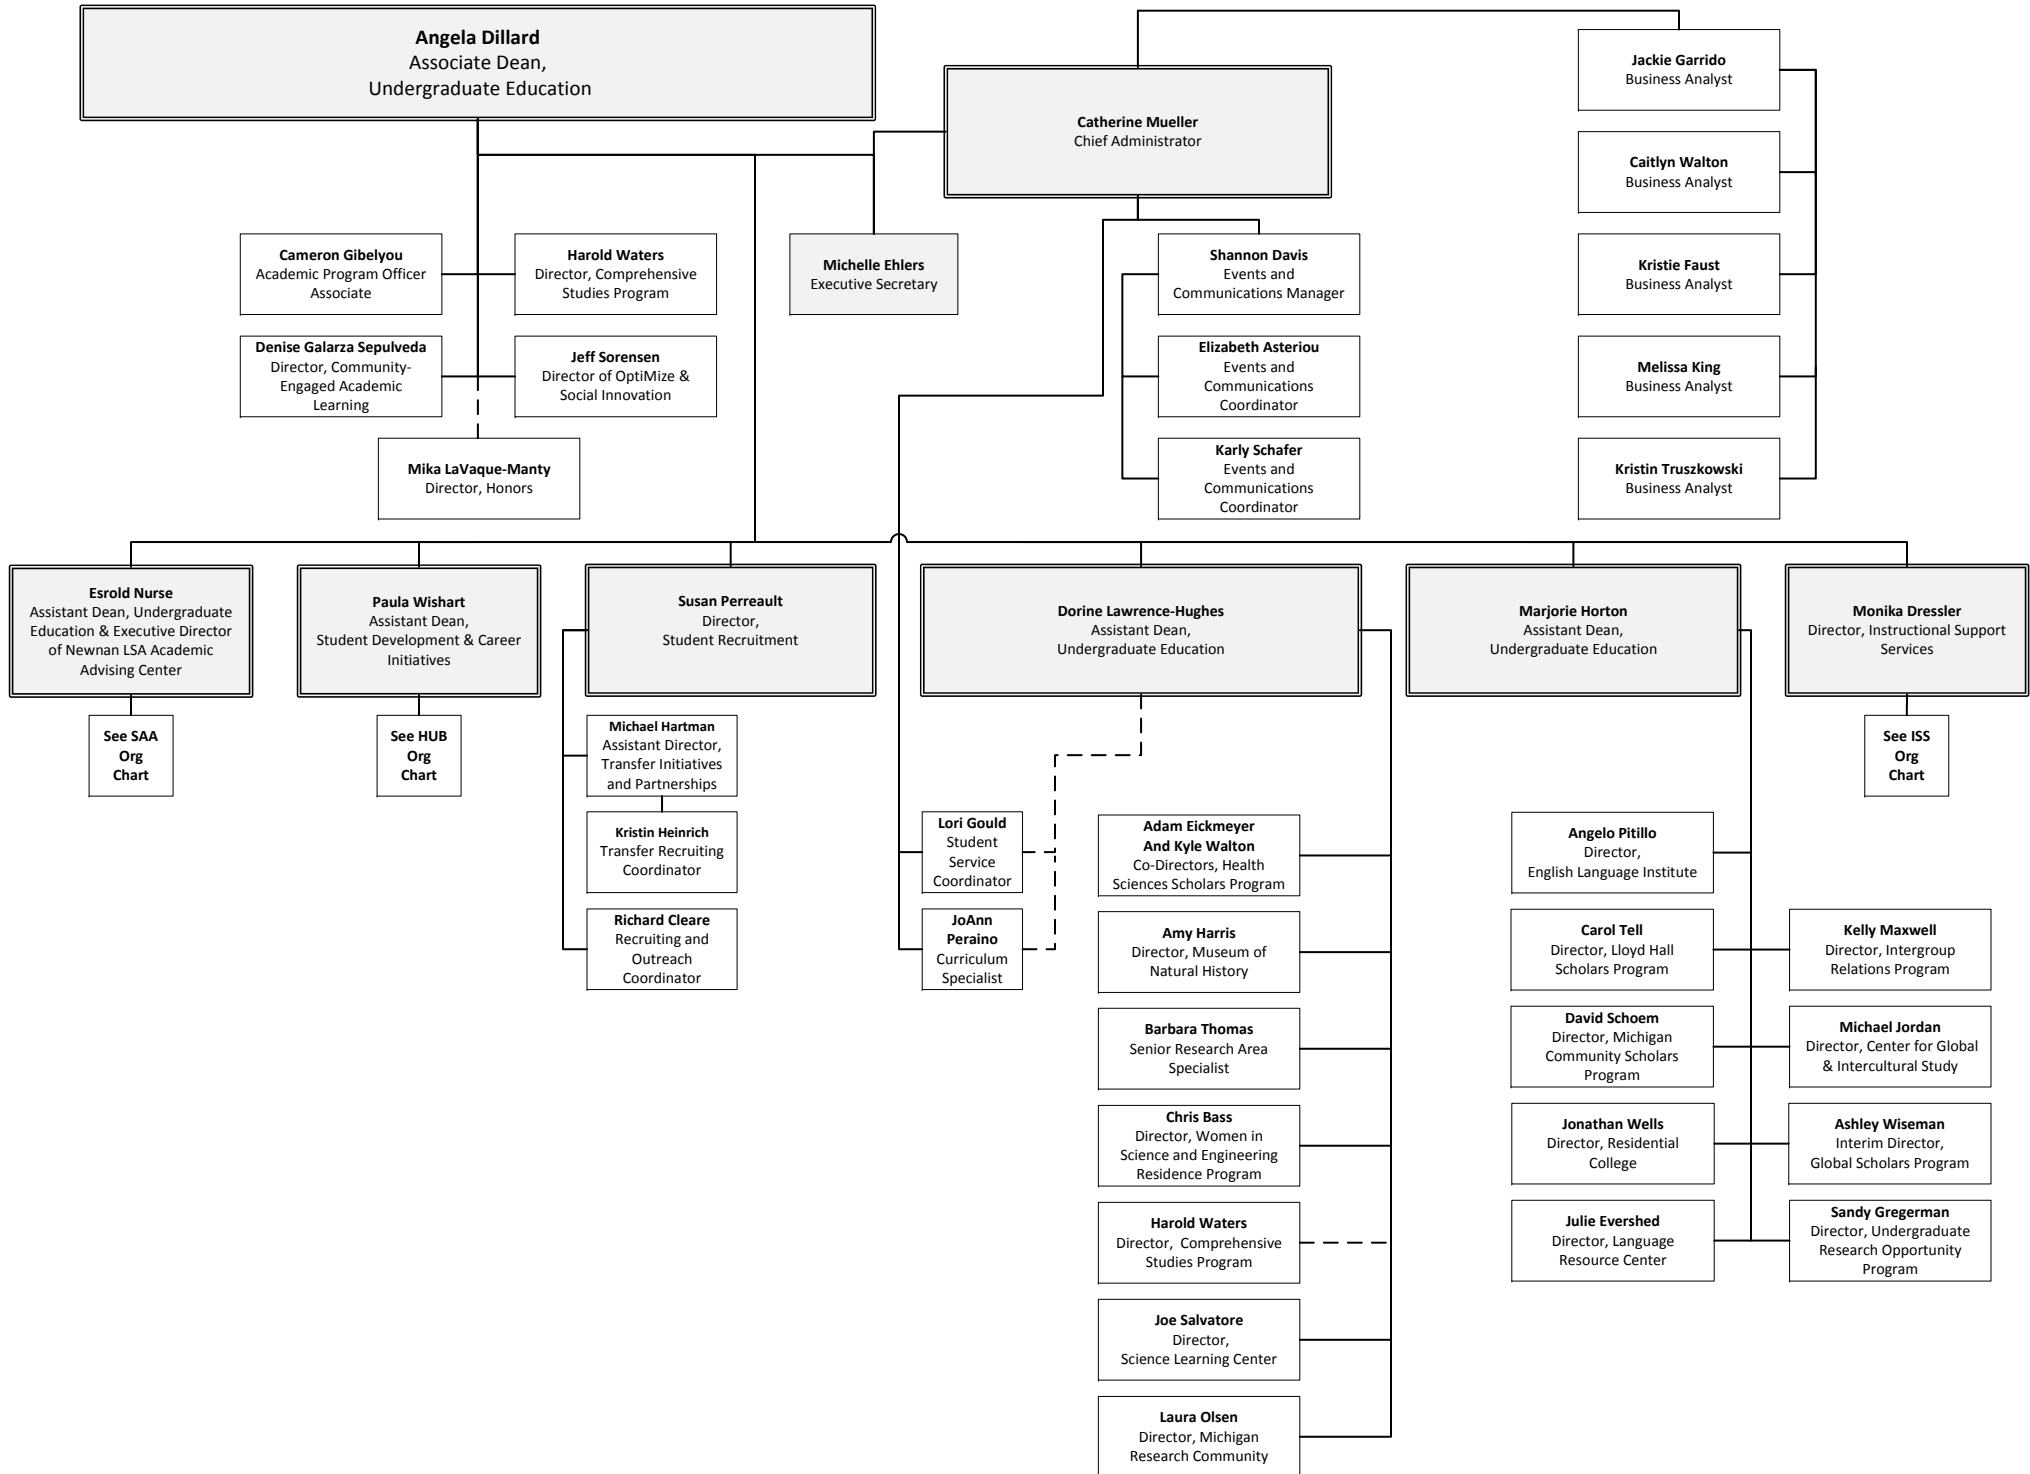 Angela Dillard
Associate Dean,
Undergraduate Education
Catherine Mueller
Chief Administrator
Jackie Garrido
Business Analyst
Caitlyn Walton
Business Analyst
Kristie Faust
Business Analyst
Melissa King
Business Analyst
Kristin Truszkowski
Business Analyst
Cameron Gibelyou
Academic Program Officer
Associate
Harold Waters
Director, Comprehensive
Studies Program
Michelle Ehlers
Executive Secretary
Shannon Davis
Events and
Communications Manager
Denise Galarza Sepulveda
Director, Community-
Engaged Academic
Learning
Jeff Sorensen
Director of OptiMize &
Social Innovation
Elizabeth Asteriou
Events and
Communications
Coordinator
Mika LaVaque-Manty
Director, Honors
Karly Schafer
Events and
Communications
Coordinator
Esrold Nurse
Assistant Dean, Undergraduate
Education & Executive Director
of Newnan LSA Academic
Advising Center
Paula Wishart
Assistant Dean,
Student Development & Career
Initiatives
Susan Perreault
Director,
Student Recruitment
Dorine Lawrence-Hughes
Assistant Dean,
Undergraduate Education
Marjorie Horton
Assistant Dean,
Undergraduate Education
Monika Dressler
Director, Instructional Support
Services
See SAA
Org
Chart
See HUB
Org
Chart
Michael Hartman
Assistant Director,
Transfer Initiatives
and Partnerships
Kristin Heinrich
Transfer Recruiting
Coordinator
Richard Cleare
Recruiting and
Outreach
Coordinator
Lori Gould
Student
Service
Coordinator
JoAnn
Peraino
Curriculum
Specialist
Adam Eickmeyer
And Kyle Walton
Co-Directors, Health
Sciences Scholars Program
Amy Harris
Director, Museum of
Natural History
Barbara Thomas
Senior Research Area
Specialist
Chris Bass
Director, Women in
Science and Engineering
Residence Program
Harold Waters
Director, Comprehensive
Studies Program
Joe Salvatore
Director,
Science Learning Center
Laura Olsen
Director, Michigan
Research Community
See ISS
Org
Chart
Angelo Pitillo
Director,
English Language Institute
Carol Tell
Director, Lloyd Hall
Scholars Program
Kelly Maxwell
Director, Intergroup
Relations Program
David Schoem
Director, Michigan
Community Scholars
Program
Michael Jordan
Director, Center for Global
& Intercultural Study
Jonathan Wells
Director, Residential
College
Ashley Wiseman
Interim Director,
Global Scholars Program
Julie Evershed
Director, Language
Resource Center
Sandy Gregerman
Director, Undergraduate
Research Opportunity
Program